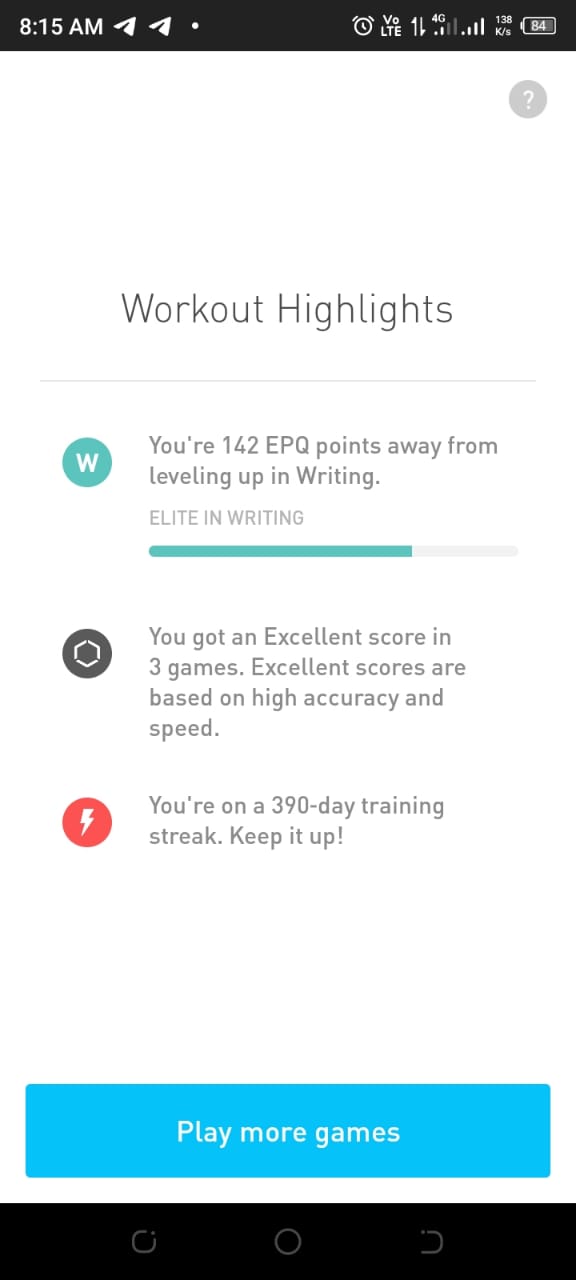 8:15 AM
Vo LTE 4G 138 K/s 84
?
Workout Highlights
W
You're 142 EPQ points away from
leveling up in Writing.
ELITE IN WRITING
You got an Excellent score in
3 games. Excellent scores are
based on high accuracy and
speed.
You're on a 390-day training
streak. Keep it up!
Play more games